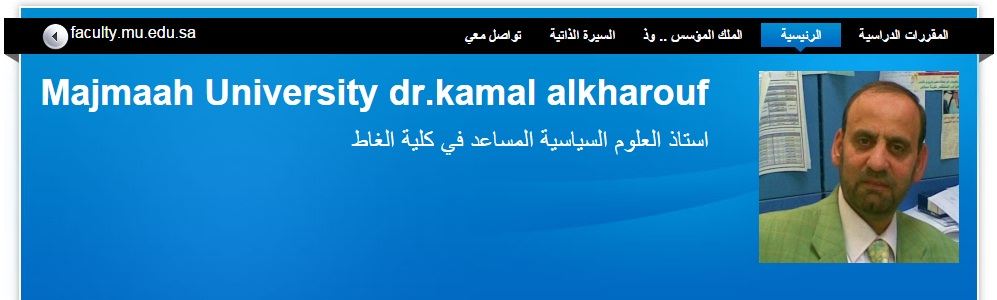 المقررات الدراسية
الرئيسية
الملك المؤسس .. وذ
السيرة الذاتية
تواصل معي
faculty.mu.edu.sa
Majmaah University dr.kamal alkharouf
استاذ العلوم السياسية المساعد في كلية الغاط